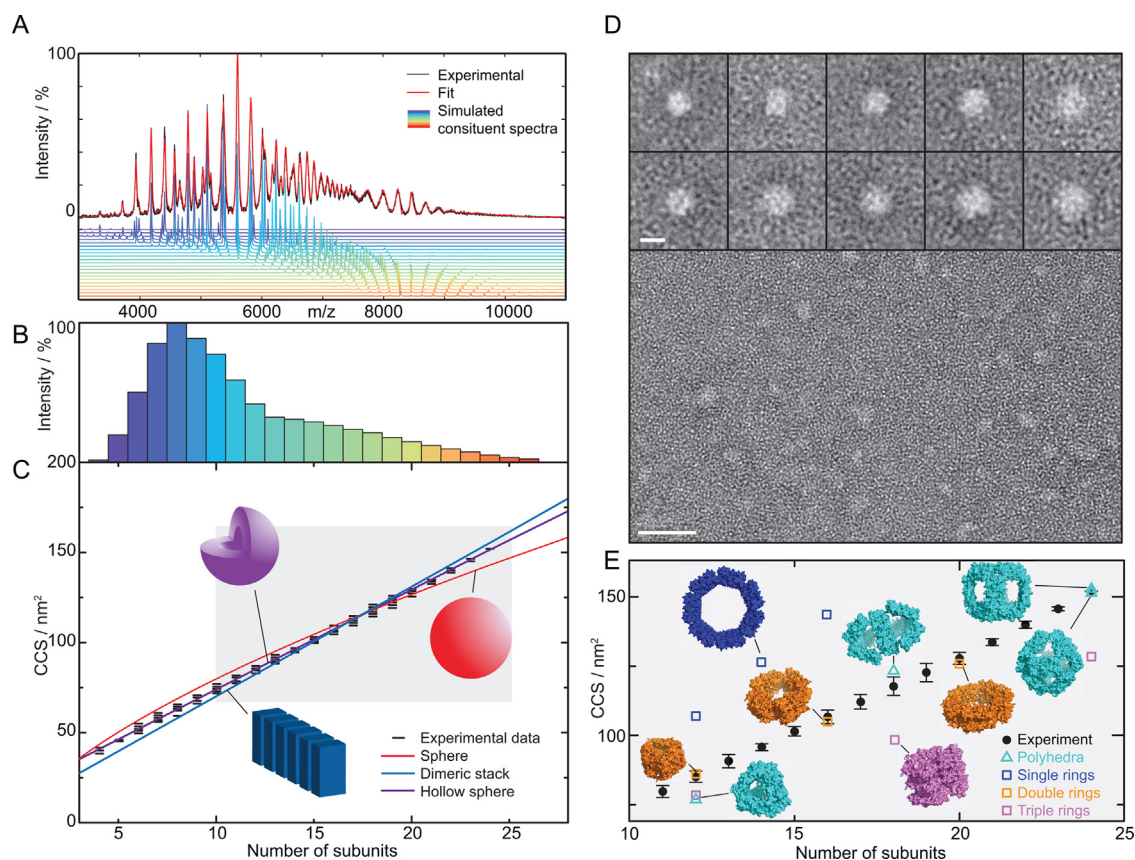 A
100
Intensity / %
0
Experimental
Fit
Simulated
consituent spectra
4000 6000 m/z 8000 10000
B
100
Intensity / %
200
C
150
100
50
0
CCS / nm²
Experimental data
Sphere
Dimeric stack
Hollow sphere
5 10 15 20 25
Number of subunits
D
E
150
100
CCS / nm²
Experiment
Polyhedra
Single rings
Double rings
Triple rings
10 15 20 25
Number of subunits